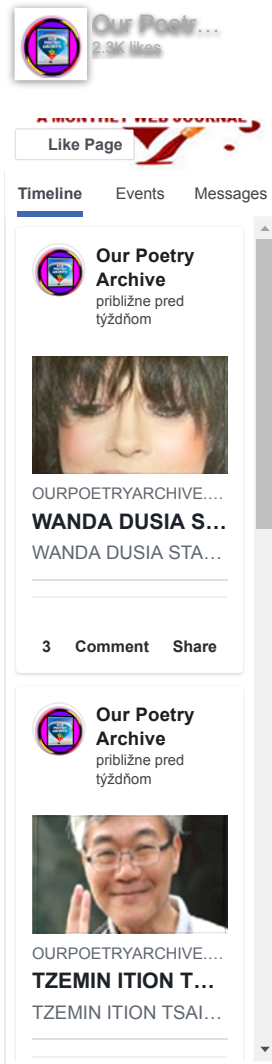 Our Poetr…
2.3K likes
A MONTHLY WEB JOURNAL
Like Page
Timeline Events Messages
Our Poetry
Archive
približne pred
týždňom
OURPOETRYARCHIVE.…
WANDA DUSIA S…
WANDA DUSIA STA…
3 Comment Share
Our Poetry
Archive
približne pred
týždňom
OURPOETRYARCHIVE.…
TZEMIN ITION T…
TZEMIN ITION TSAI…